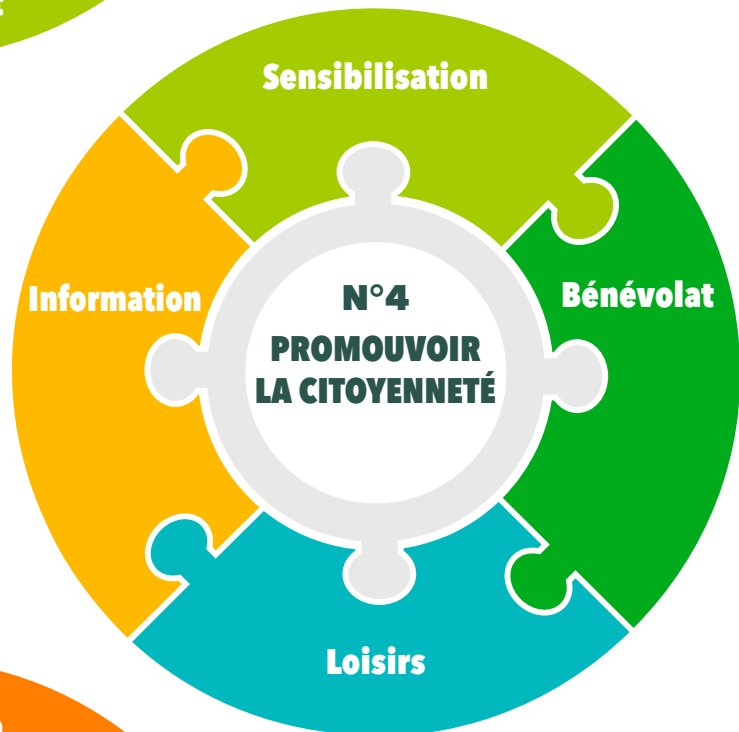 Sensibilisation
Information
N°4
Bénévolat
PROMOUVOIR
LA CITOYENNETÉ
Loisirs